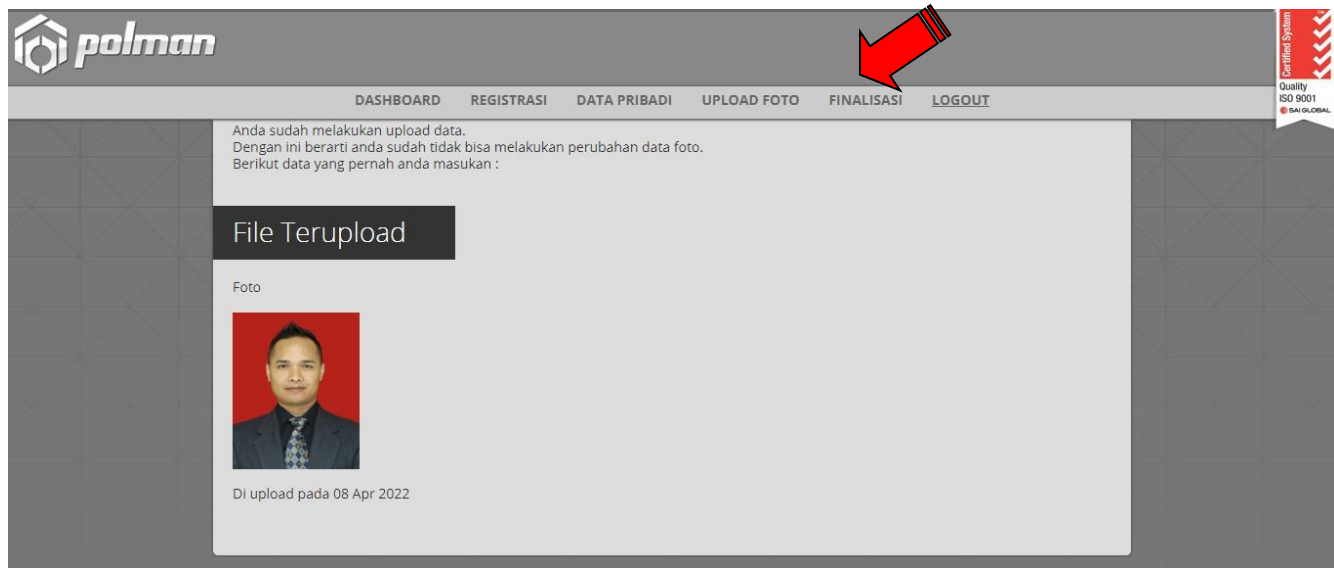 polman
Certified System
Quality
ISO 9001
SAI GLOBAL
DASHBOARD REGISTRASI DATA PRIBADI UPLOAD FOTO FINALISASI LOGOUT
Anda sudah melakukan upload data.
Dengan ini berarti anda sudah tidak bisa melakukan perubahan data foto.
Berikut data yang pernah anda masukan :
File Terupload
Foto
Di upload pada 08 Apr 2022